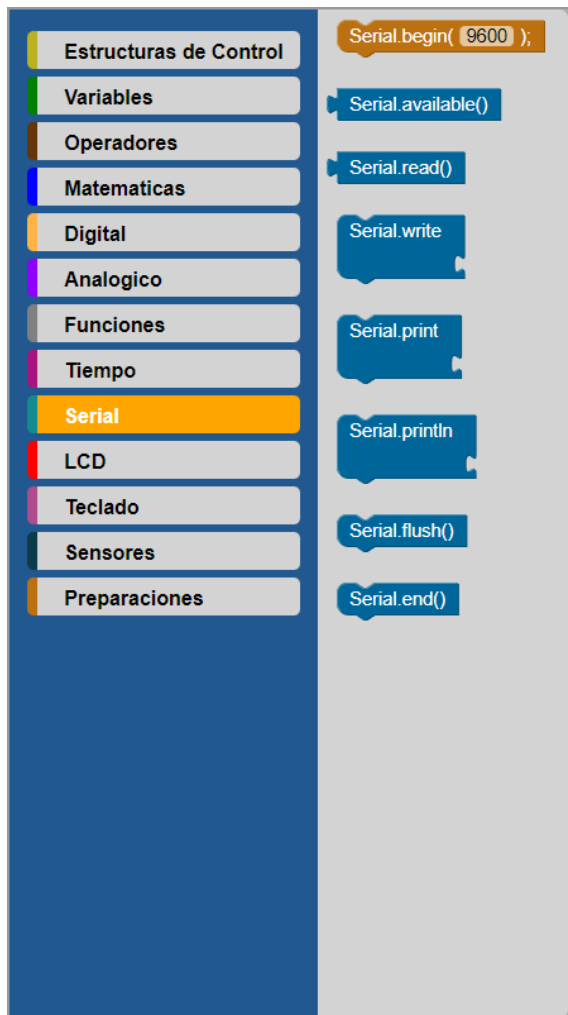 Estructuras de Control
Variables
Operadores
Matematicas
Digital
Analogico
Funciones
Tiempo
Serial
LCD
Teclado
Sensores
Preparaciones
Serial.begin( 9600 );
Serial.available()
Serial.read()
Serial.write
Serial.print
Serial.println
Serial.flush()
Serial.end()